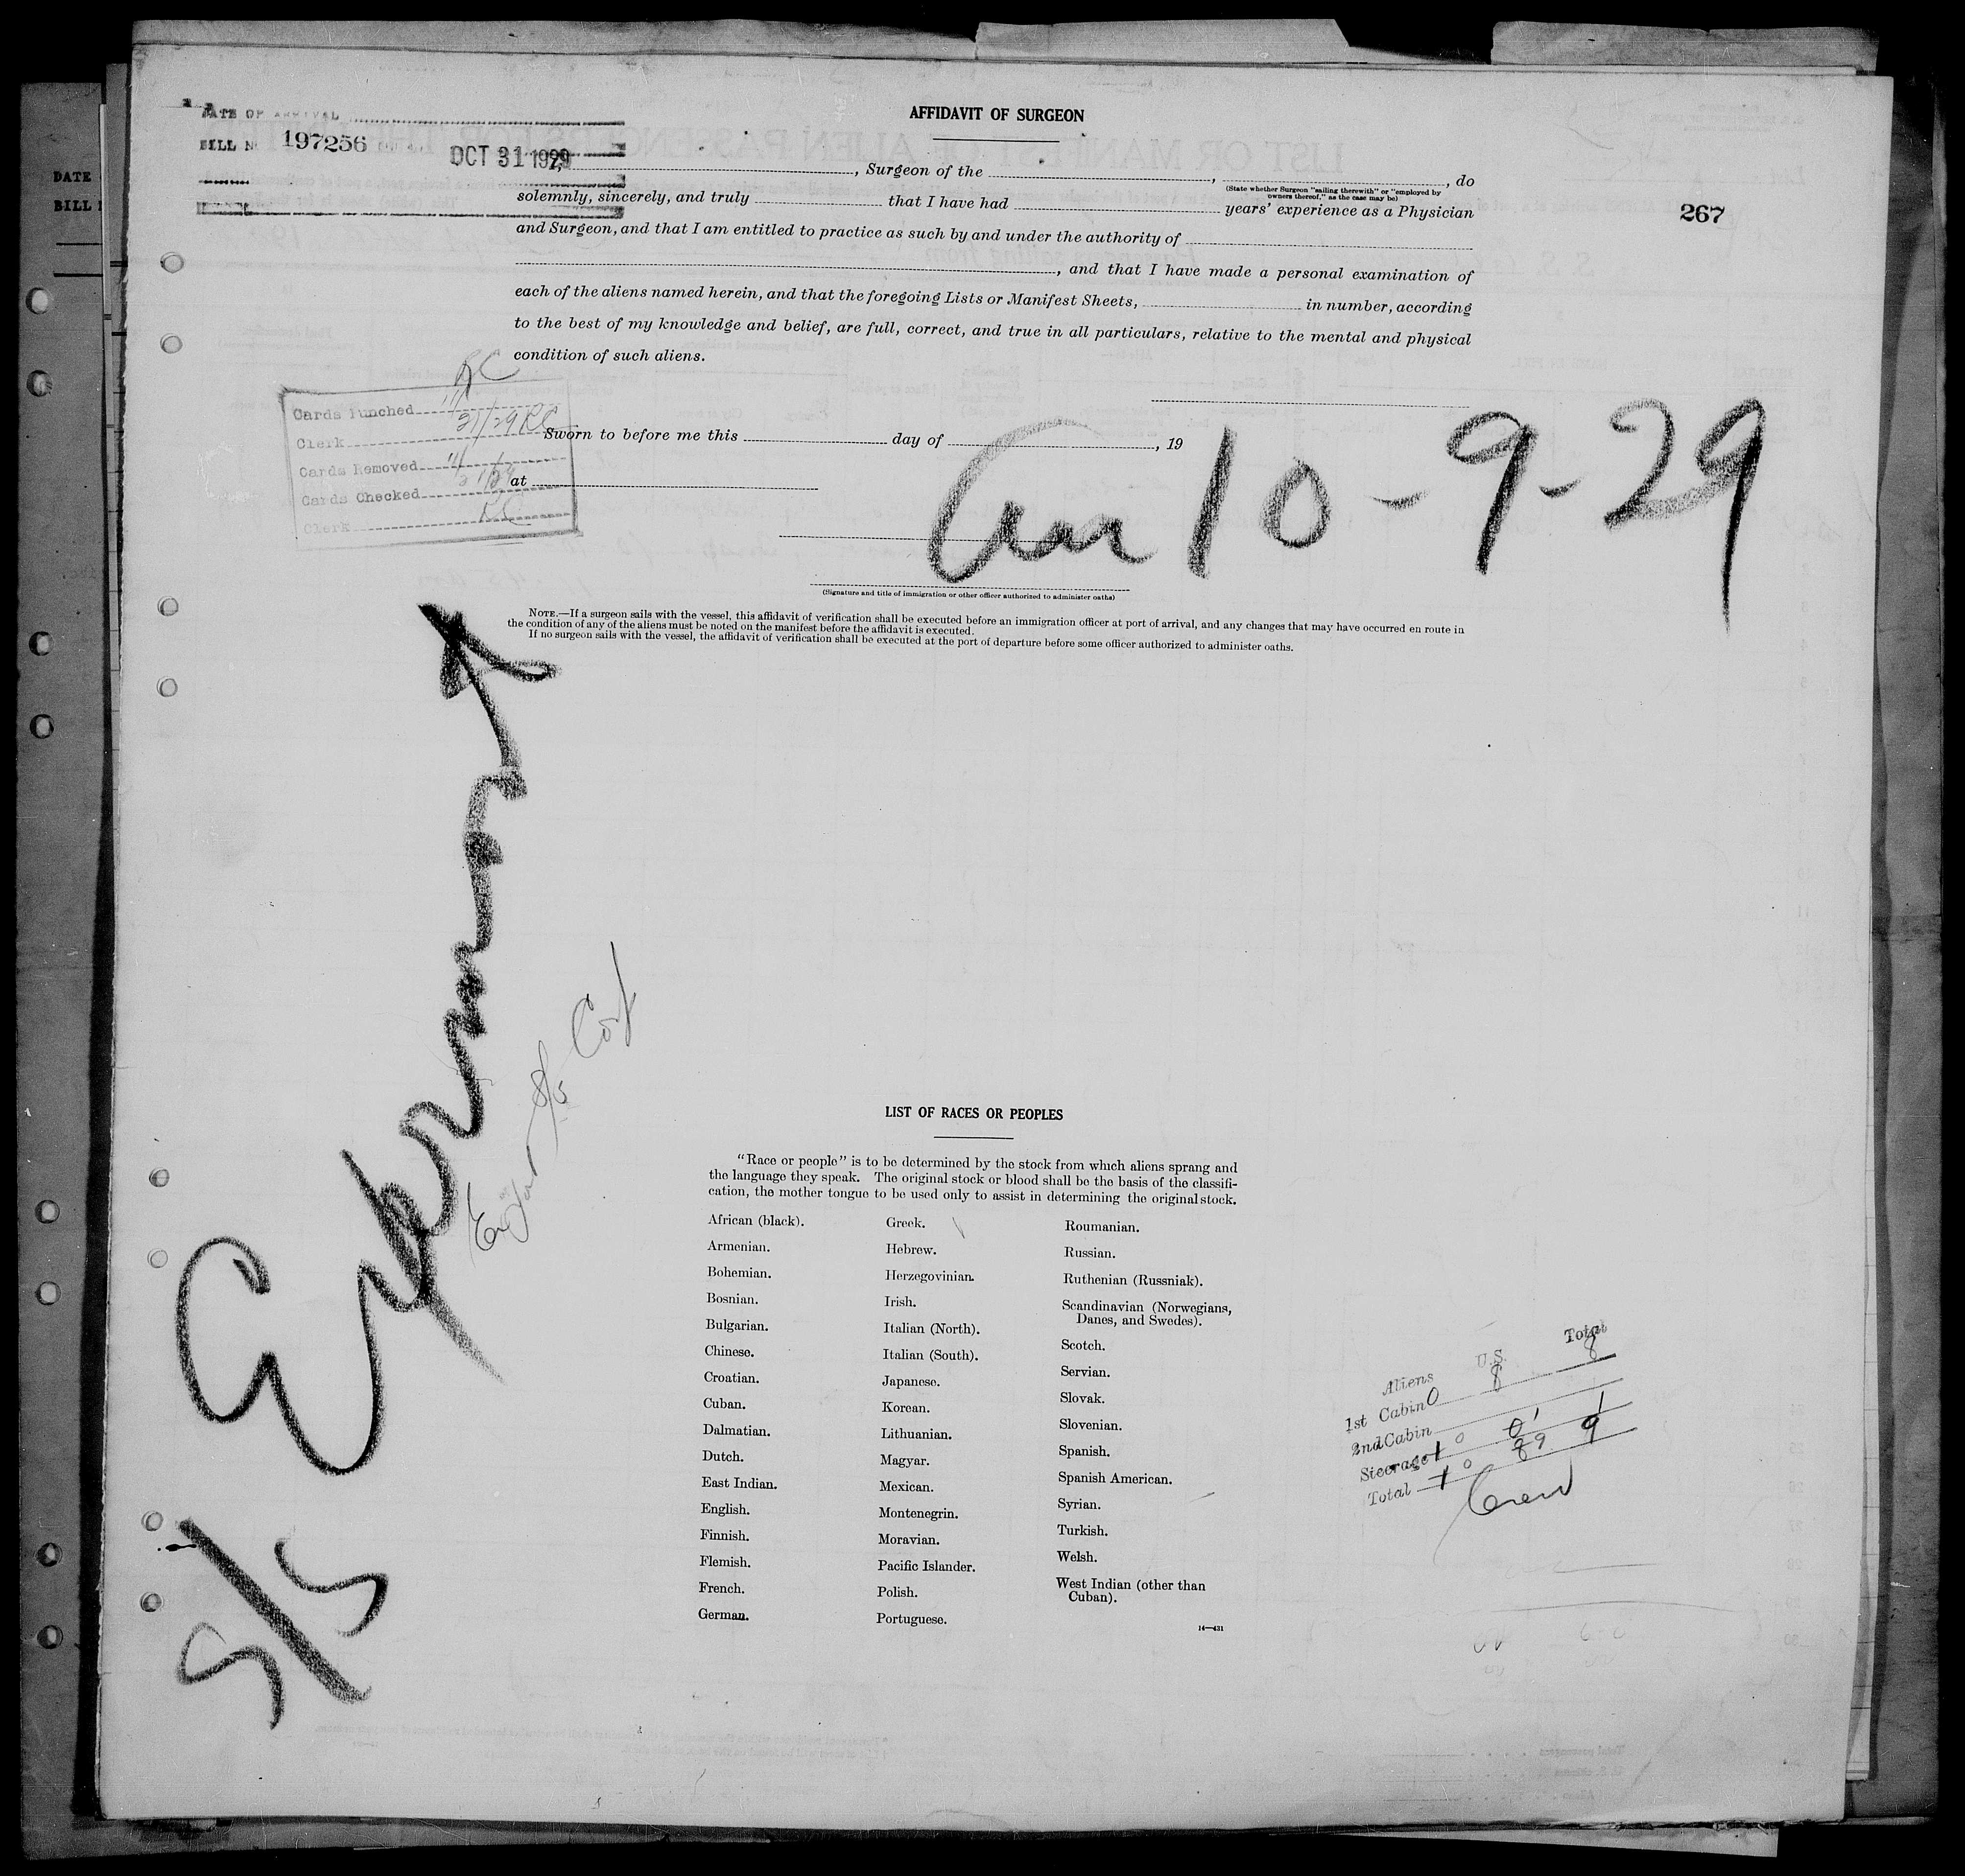 DATE OF ARRIVAL
BILL N 197256
OCT 31 1929
DATE
BILL
267
AFFIDAVIT OF SURGEON
, Surgeon of the , , do
(State whether Surgeon "sailing therewith" or "employed by
owners thereof," as the case may be)
solemnly, sincerely, and truly that I have had years' experience as a Physician
and Surgeon, and that I am entitled to practice as such by and under the authority of
, and that I have made a personal examination of
each of the aliens named herein, and that the foregoing Lists or Manifest Sheets, in number, according
to the best of my knowledge and belief, are full, correct, and true in all particulars, relative to the mental and physical
condition of such aliens.
Cards Punched
Clerk
Cards Removed
Cards Checked
Clerk
Sworn to before me this day of , 19
at
10-9-29
(Signature and title of immigration or other officer authorized to administer oaths)
NOTE.—If a surgeon sails with the vessel, this affidavit of verification shall be executed before an immigration officer at port of arrival, and any changes that may have occurred en route in
the condition of any of the aliens must be noted on the manifest before the affidavit is executed.
If no surgeon sails with the vessel, the affidavit of verification shall be executed at the port of departure before some officer authorized to administer oaths.
S/S Exermont
LIST OF RACES OR PEOPLES
"Race or people" is to be determined by the stock from which aliens sprang and
the language they speak. The original stock or blood shall be the basis of the classifi-
cation, the mother tongue to be used only to assist in determining the original stock.
African (black).
Armenian.
Bohemian.
Bosnian.
Bulgarian.
Chinese.
Croatian.
Cuban.
Dalmatian.
Dutch.
East Indian.
English.
Finnish.
Flemish.
French.
German.
Greek.
Hebrew.
Herzegovinian.
Irish.
Italian (North).
Italian (South).
Japanese.
Korean.
Lithuanian.
Magyar.
Mexican.
Montenegrin.
Moravian.
Pacific Islander.
Polish.
Portuguese.
Roumanian.
Russian.
Ruthenian (Russniak).
Scandinavian (Norwegians,
Danes, and Swedes).
Scotch.
Servian.
Slovak.
Slovenian.
Spanish.
Spanish American.
Syrian.
Turkish.
Welsh.
West Indian (other than
Cuban).
14—431
Aliens U.S. Total
1st Cabin 0 8 8
2nd Cabin
Steerage 1 0 0 1 1
Total 1 0 8 9 9